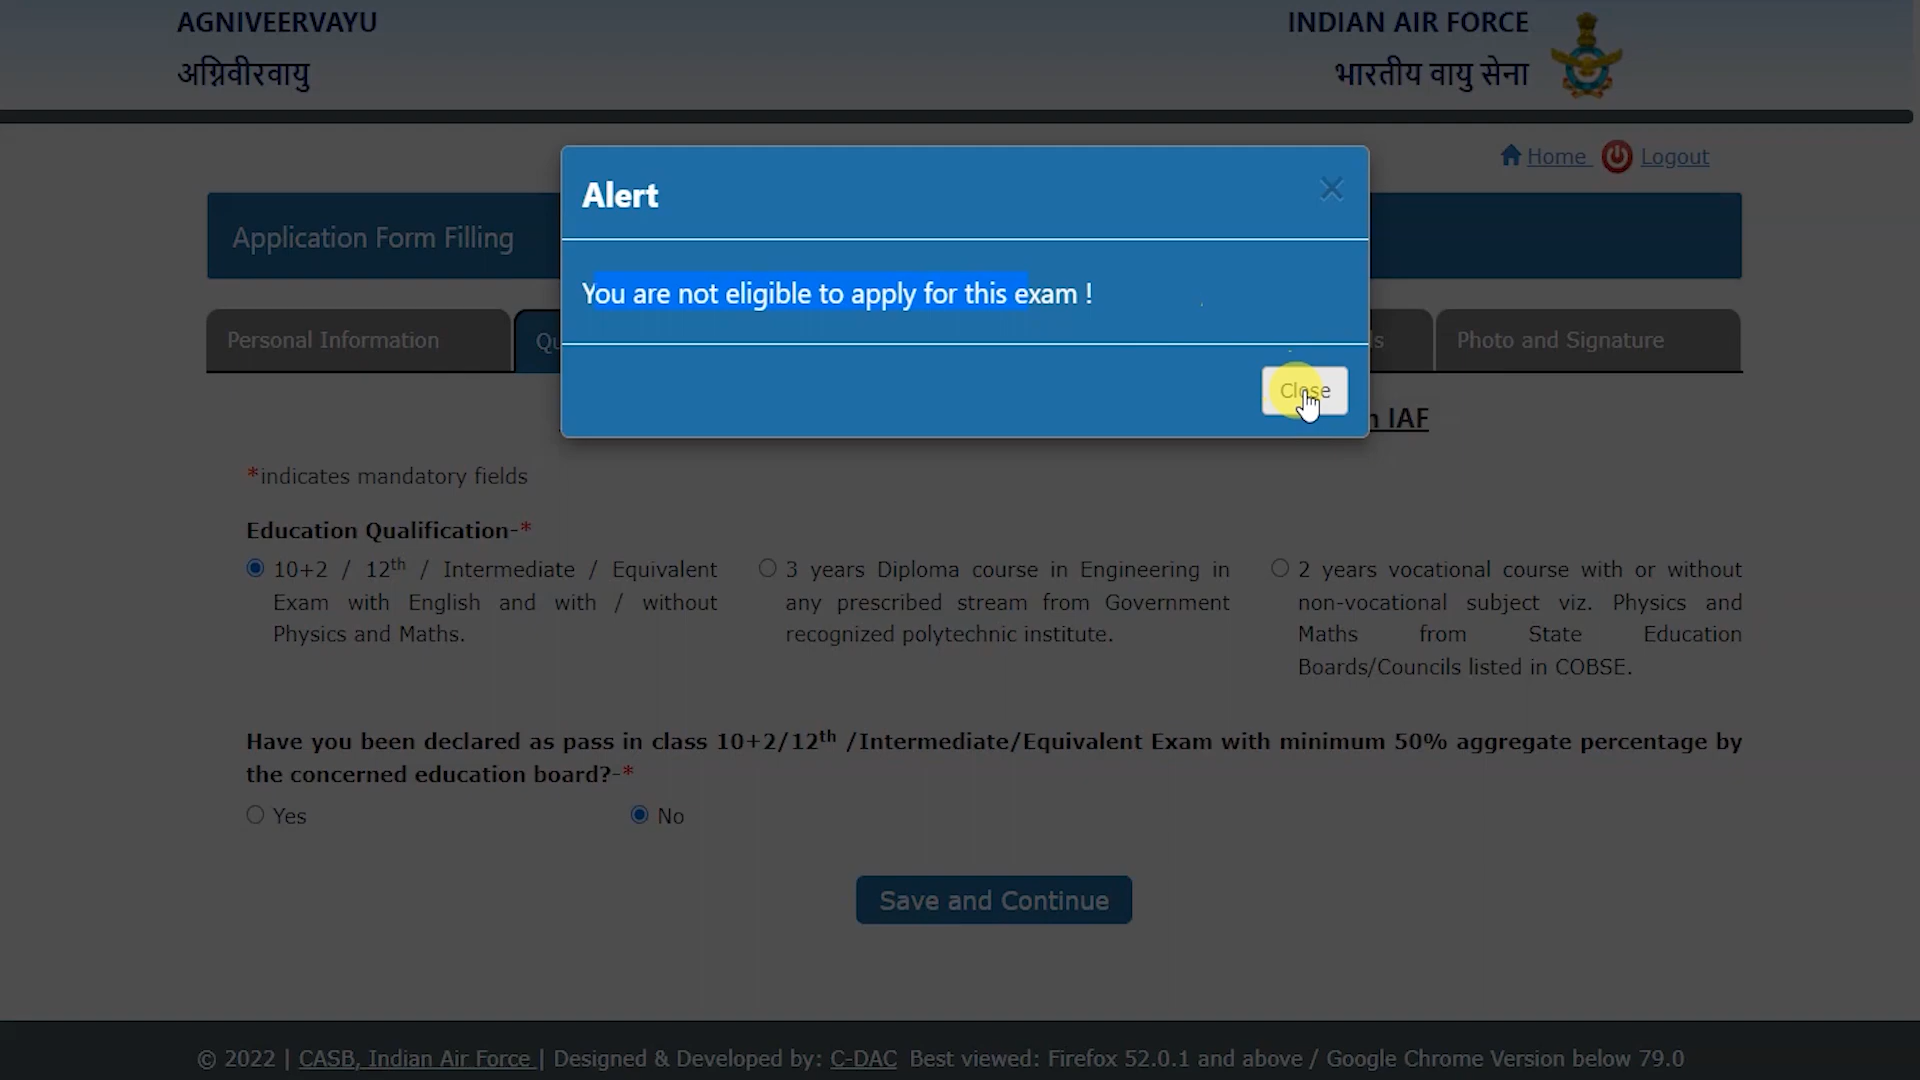 AGNIVEERVAYU
अग्निवीरवायु
INDIAN AIR FORCE
भारतीय वायु सेना
Home Logout
Application Form Filling
Alert
You are not eligible to apply for this exam !
Close
Personal Information
Photo and Signature
IAF
*indicates mandatory fields
Education Qualification-*
10+2 / 12th / Intermediate / Equivalent
Exam with English and with / without
Physics and Maths.
3 years Diploma course in Engineering in
any prescribed stream from Government
recognized polytechnic institute.
2 years vocational course with or without
non-vocational subject viz. Physics and
Maths from State Education
Boards/Councils listed in COBSE.
Have you been declared as pass in class 10+2/12th /Intermediate/Equivalent Exam with minimum 50% aggregate percentage by
the concerned education board?-*
Yes No
Save and Continue
© 2022 | CASB, Indian Air Force | Designed & Developed by: C-DAC Best viewed: Firefox 52.0.1 and above / Google Chrome Version below 79.0